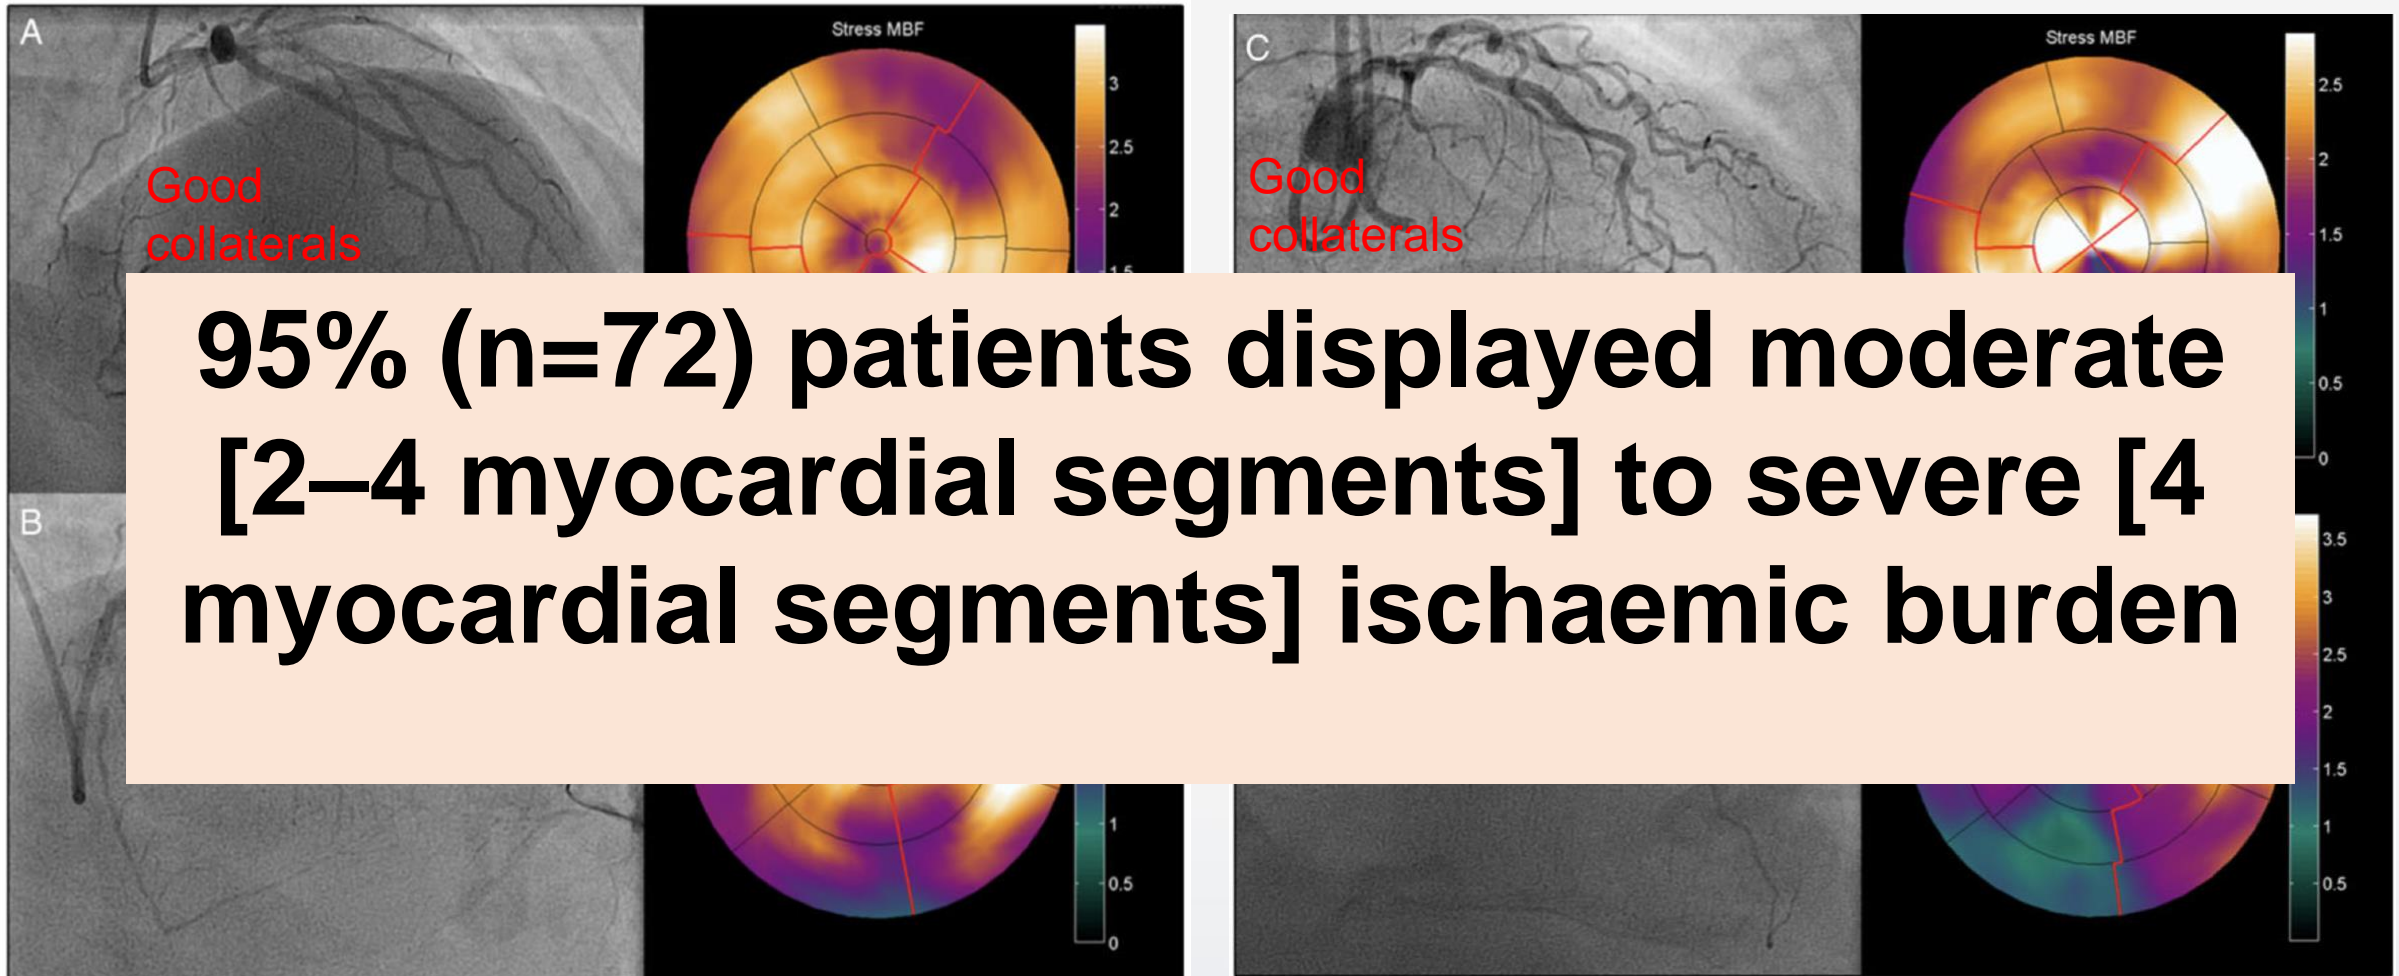 A
Stress MBF
3
2.5
2
1.5
Good
collaterals
C
Stress MBF
2.5
2
1.5
1
0.5
0
Good
collaterals
95% (n=72) patients displayed moderate
[2–4 myocardial segments] to severe [4
myocardial segments] ischaemic burden
B
1
0.5
0
3.5
3
2.5
2
1.5
1
0.5